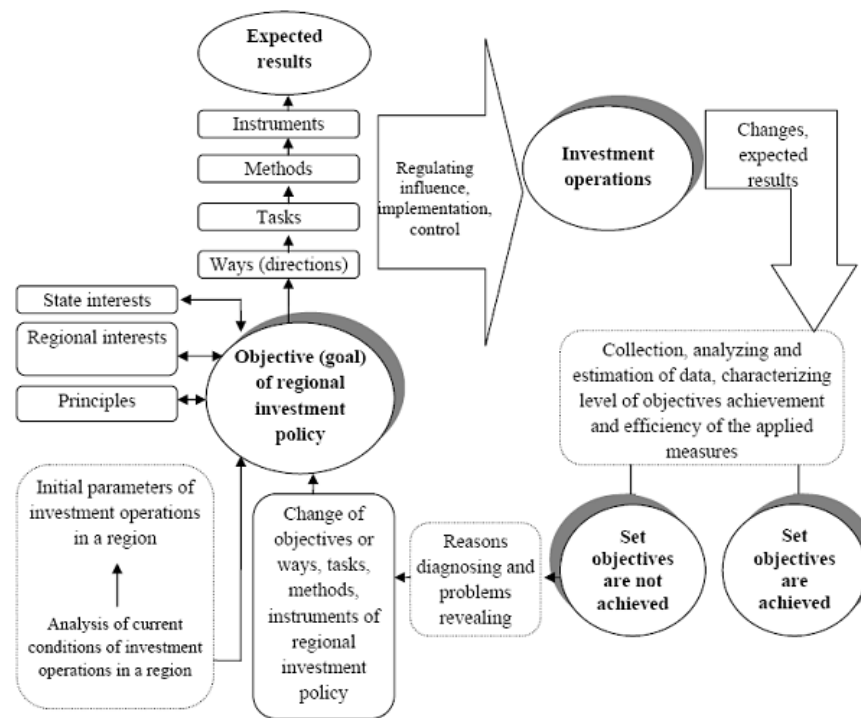 Expected
results
Instruments
Methods
Tasks
Ways (directions)
Regulating
influence,
implementation,
control
Investment
operations
Changes,
expected
results
State interests
Regional interests
Principles
Objective (goal)
of regional
investment
policy
Collection, analyzing and
estimation of data, characterizing
level of objectives achievement
and efficiency of the applied
measures
Initial parameters of
investment operations
in a region
Analysis of current
conditions of investment
operations in a region
Change of
objectives or
ways, tasks,
methods,
instruments of
regional
investment
policy
Reasons
diagnosing and
problems
revealing
Set
objectives
are not
achieved
Set
objectives
are
achieved